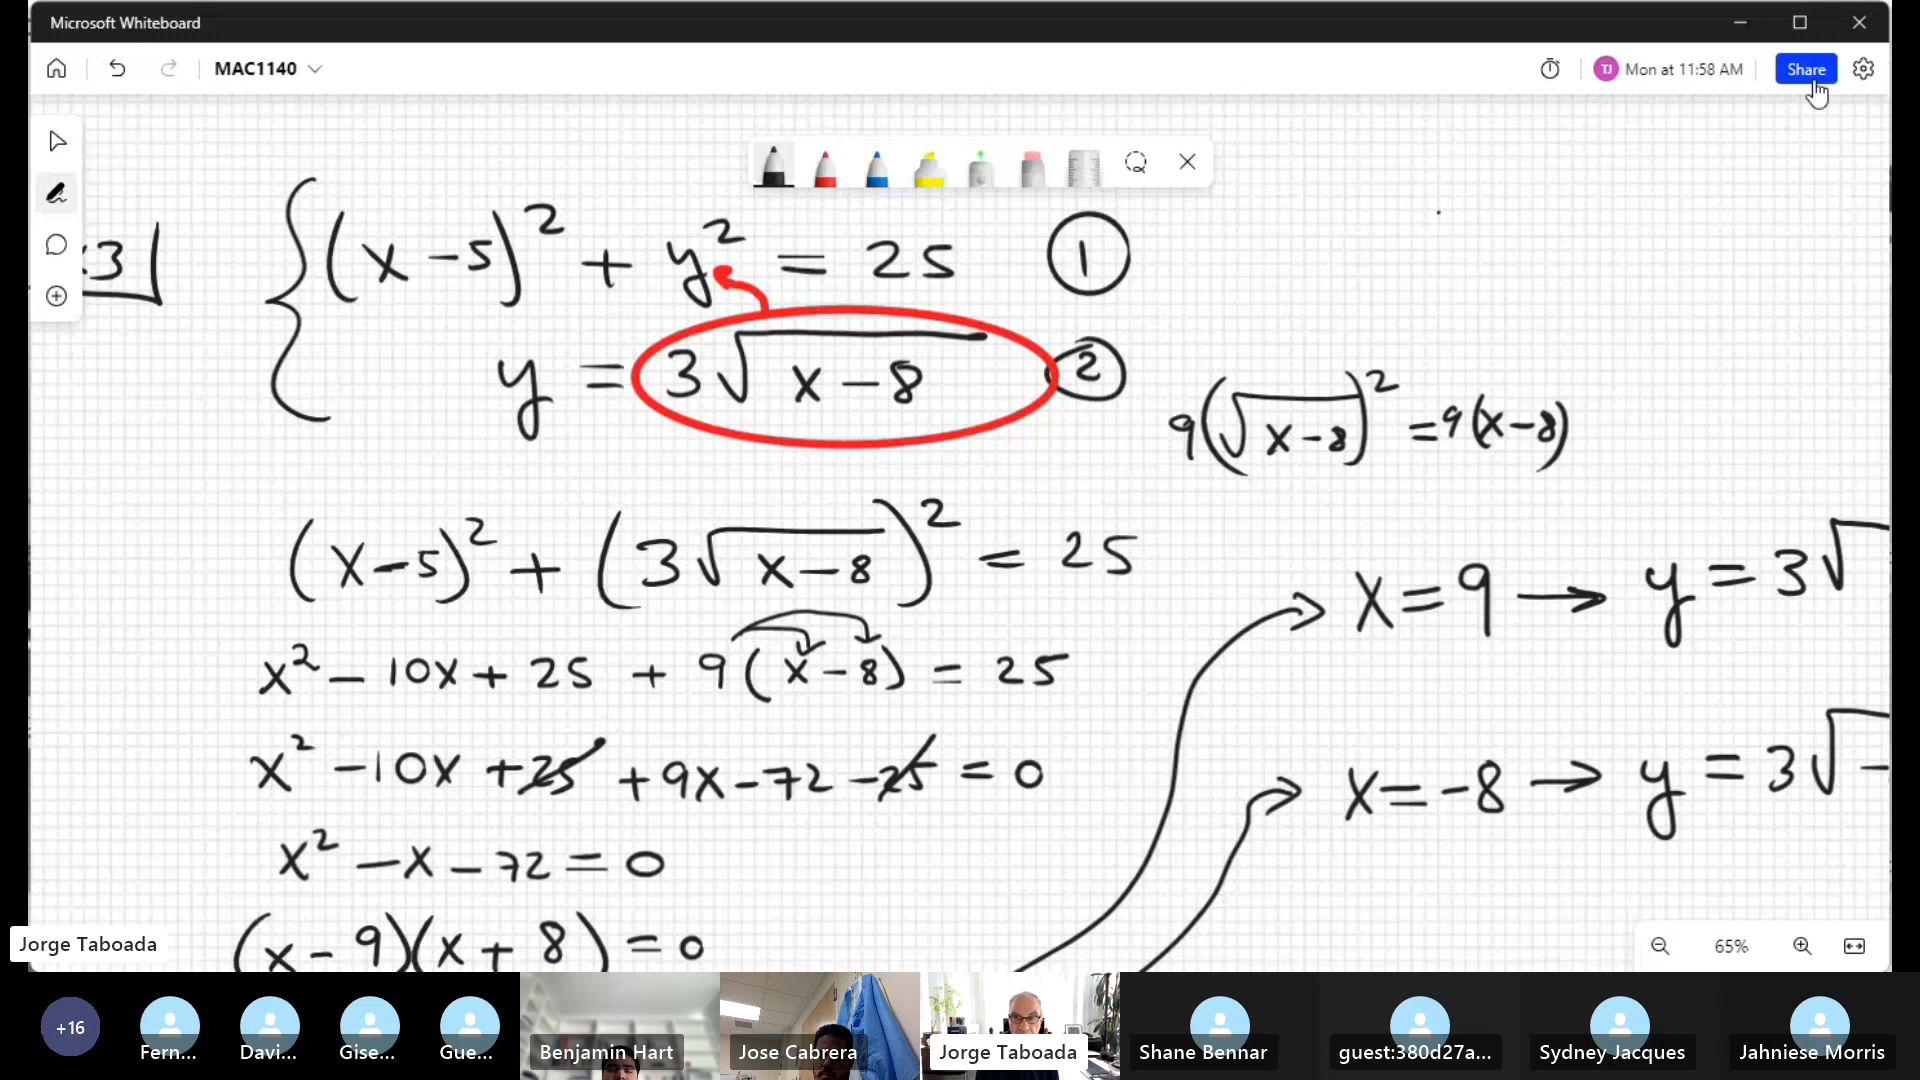 Microsoft Whiteboard
MAC1140
TJ Mon at 11:58 AM Share
3
(x-5)² + y² = 25 ①
y = 3√(x-8) ②
9(√(x-8))² = 9(x-8)
(x-5)² + (3√(x-8))² = 25
x² - 10x + 25 + 9(x-8) = 25
x² - 10x + 25 + 9x - 72 - 25 = 0
x² - x - 72 = 0
(x-9)(x+8) = 0
x = 9 → y = 3√
x = -8 → y = 3√-
65%
Jorge Taboada
+16
Fern...
Davi...
Gise...
Gue...
Benjamin Hart
Jose Cabrera
Jorge Taboada
Shane Bennar
guest:380d27a...
Sydney Jacques
Jahniese Morris